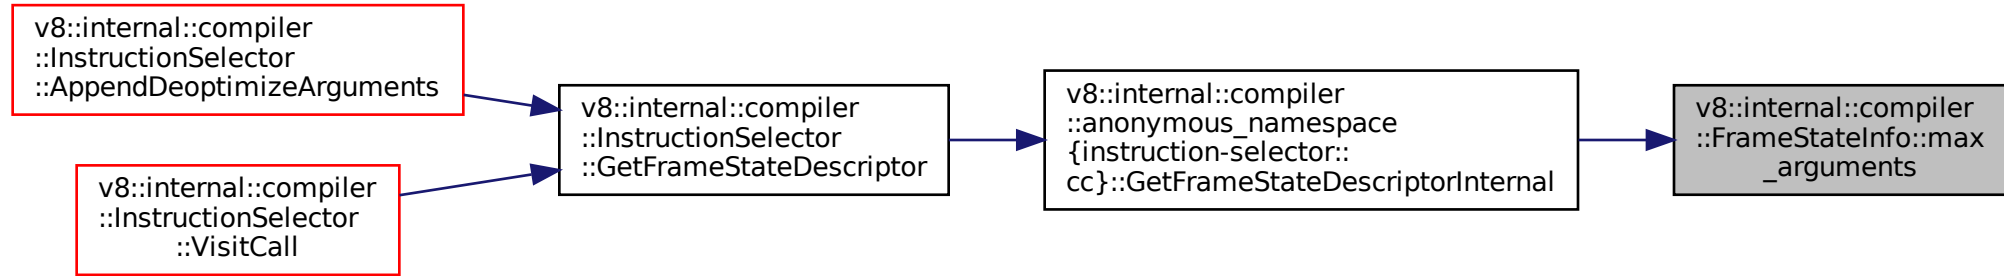 v8::internal::compiler
::InstructionSelector
::AppendDeoptimizeArguments
v8::internal::compiler
::InstructionSelector
::VisitCall
v8::internal::compiler
::InstructionSelector
::GetFrameStateDescriptor
v8::internal::compiler
::anonymous_namespace
{instruction-selector::
cc}::GetFrameStateDescriptorInternal
v8::internal::compiler
::FrameStateInfo::max
_arguments